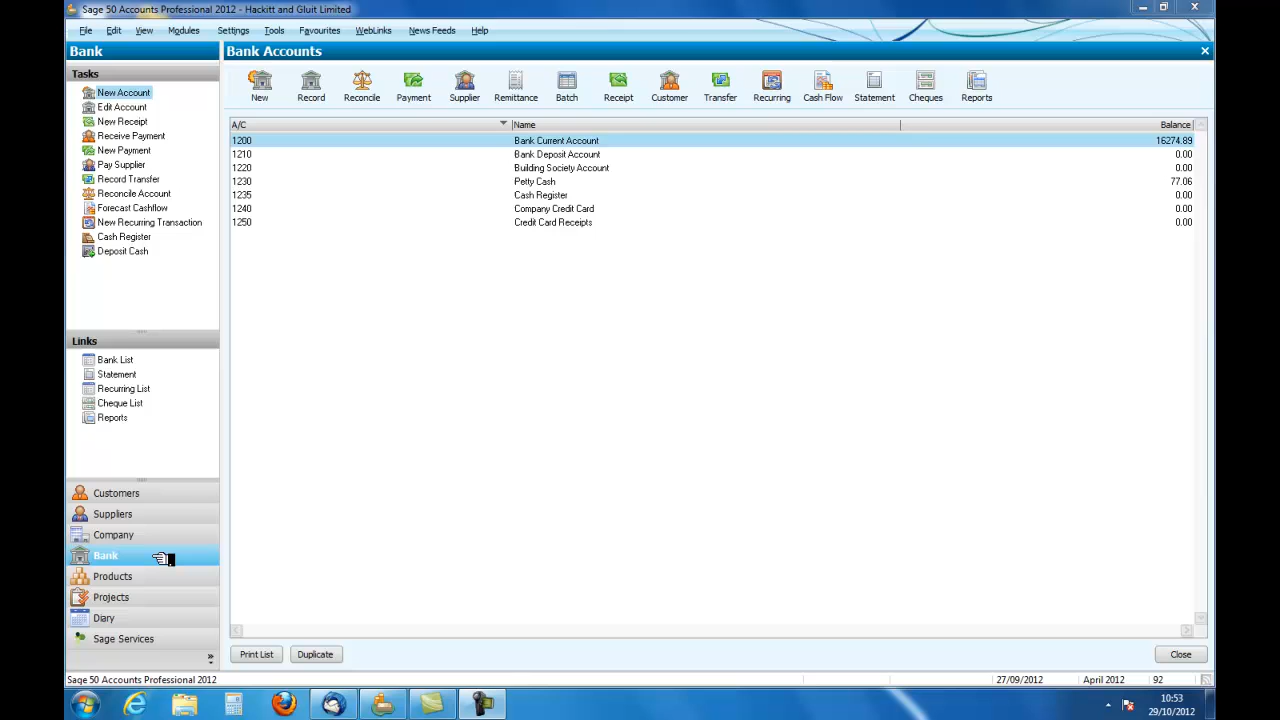 Sage 50 Accounts Professional 2012 - Hackitt and Gluit Limited
File Edit View Modules Settings Tools Favourites WebLinks News Feeds Help
Bank
Bank Accounts
Tasks
New Account
Edit Account
New Receipt
Receive Payment
New Payment
Pay Supplier
Record Transfer
Reconcile Account
Forecast Cashflow
New Recurring Transaction
Cash Register
Deposit Cash
New Record Reconcile Payment Supplier Remittance Batch Receipt Customer Transfer Recurring Cash Flow Statement Cheques Reports
A/C Name Balance
1200 Bank Current Account 16274.89
1210 Bank Deposit Account 0.00
1220 Building Society Account 0.00
1230 Petty Cash 77.06
1235 Cash Register 0.00
1240 Company Credit Card 0.00
1250 Credit Card Receipts 0.00
Links
Bank List
Statement
Recurring List
Cheque List
Reports
Customers
Suppliers
Company
Bank
Products
Projects
Diary
Sage Services
Print List Duplicate Close
Sage 50 Accounts Professional 2012 27/09/2012 April 2012 92
10:53
29/10/2012